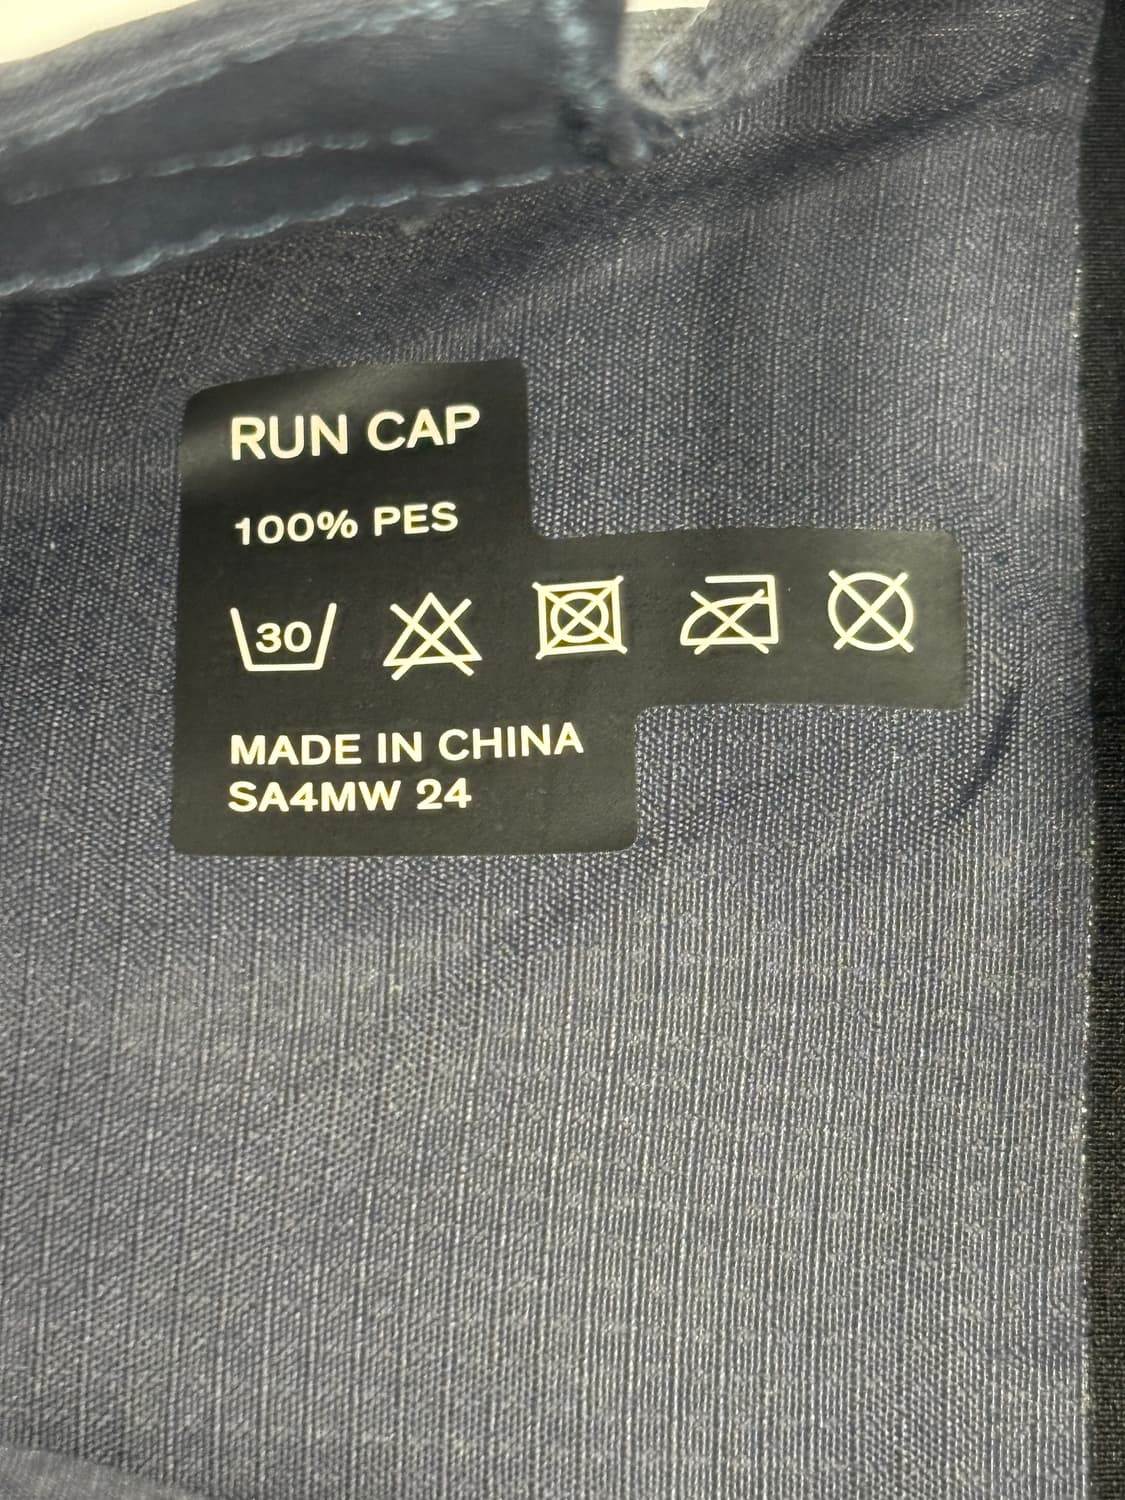 RUN CAP
100% PES
30
MADE IN CHINA
SA4MW 24